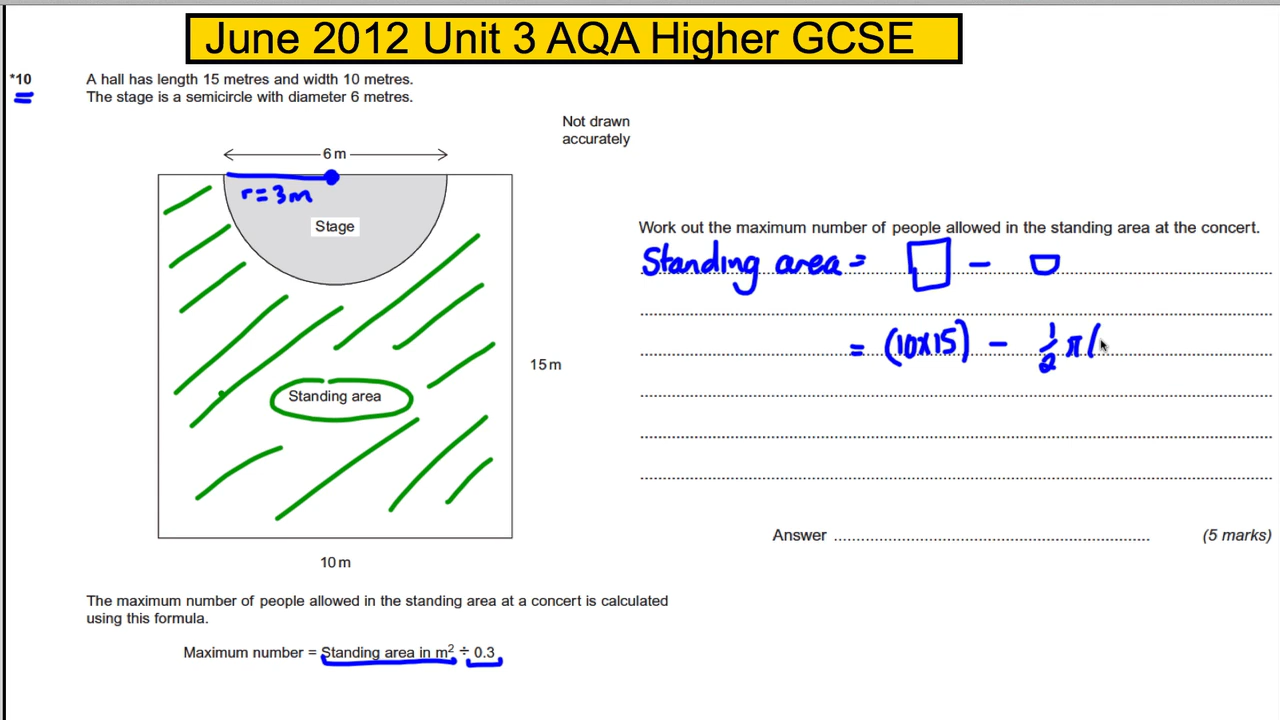 June 2012 Unit 3 AQA Higher GCSE
*10 A hall has length 15 metres and width 10 metres.
The stage is a semicircle with diameter 6 metres.
Not drawn
accurately
6 m
r = 3m
Stage
Standing area
15 m
10 m
The maximum number of people allowed in the standing area at a concert is calculated
using this formula.
Maximum number = Standing area in m² ÷ 0.3
Work out the maximum number of people allowed in the standing area at the concert.
Standing area = −
= (10×15) − ½ π (
Answer ................................................ (5 marks)